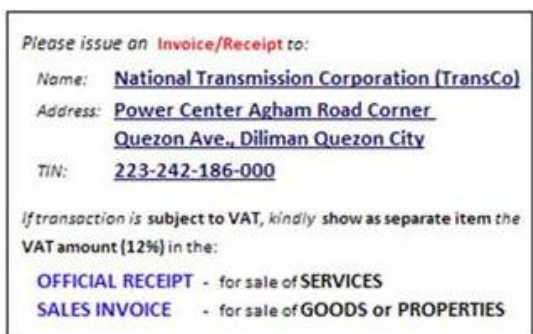 Please issue an Invoice/Receipt to:
Name: National Transmission Corporation (TransCo)
Address: Power Center Agham Road Corner
Quezon Ave., Diliman Quezon City
TIN: 223-242-186-000
If transaction is subject to VAT, kindly show as separate item the
VAT amount (12%) in the:
OFFICIAL RECEIPT - for sale of SERVICES
SALES INVOICE - for sale of GOODS or PROPERTIES